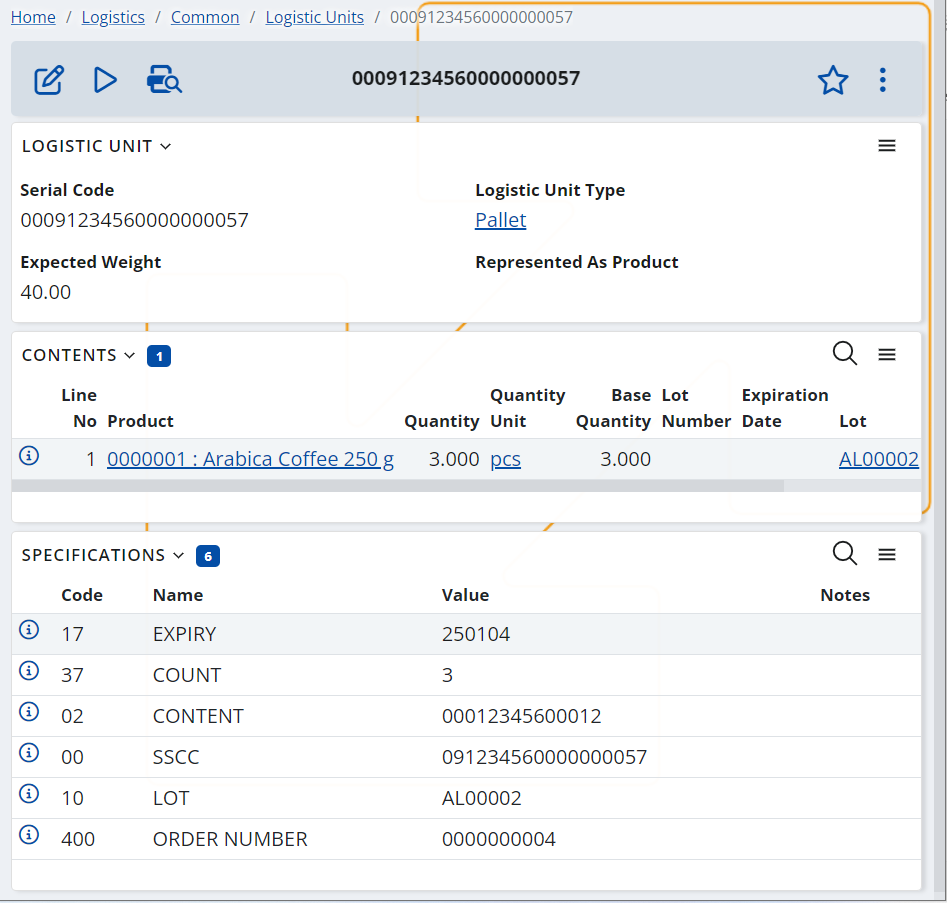 Home / Logistics / Common / Logistic Units / 00091234560000000057
00091234560000000057
LOGISTIC UNIT
Serial Code Logistic Unit Type
00091234560000000057 Pallet
Expected Weight Represented As Product
40.00
CONTENTS 1
Line Quantity Base Lot Expiration
No Product Quantity Unit Quantity Number Date Lot
1 0000001 : Arabica Coffee 250 g 3.000 pcs 3.000 AL00002
SPECIFICATIONS 6
Code Name Value Notes
17 EXPIRY 250104
37 COUNT 3
02 CONTENT 00012345600012
00 SSCC 091234560000000057
10 LOT AL00002
400 ORDER NUMBER 0000000004